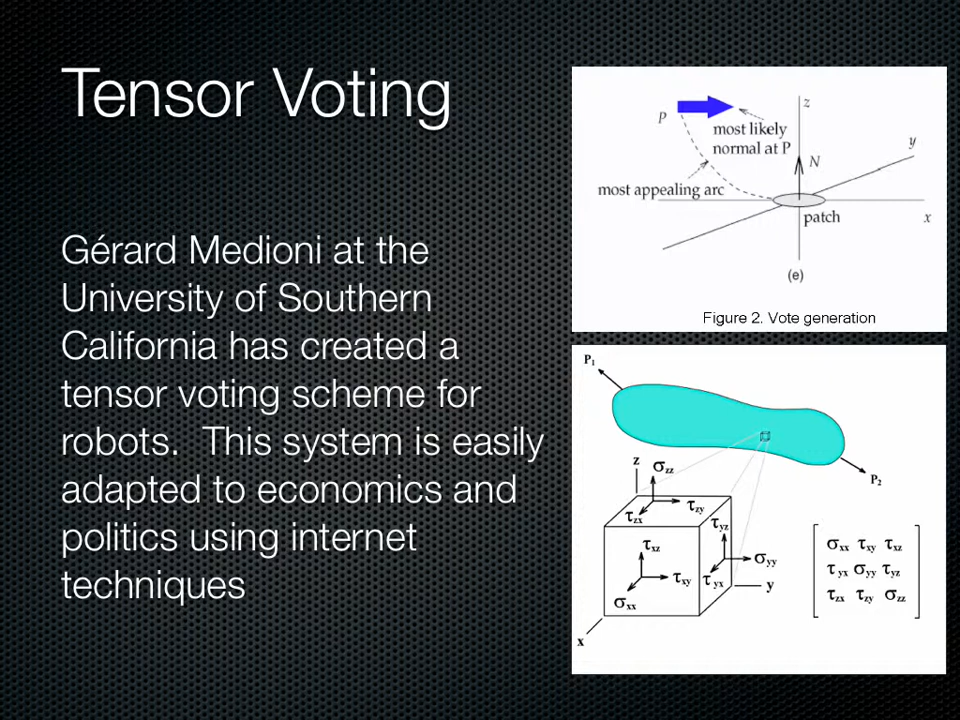 Tensor Voting
Gérard Medioni at the
University of Southern
California has created a
tensor voting scheme for
robots.  This system is easily
adapted to economics and
politics using internet
techniques
z
P
most likely
normal at P
y
N
most appealing arc
patch
x
(e)
Figure 2. Vote generation
P₁
P₂
z
σzz
τzx
τzy
τyz
τxz
σyy
τxy
τyx
y
σxx
x
σxx τxy τxz
τyx σyy τyz
τzx τzy σzz